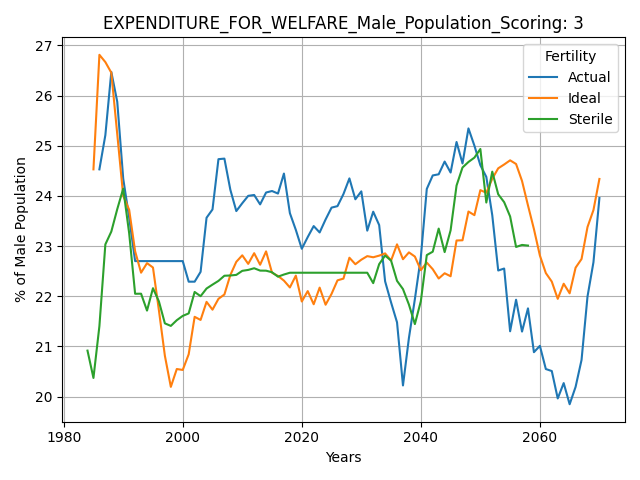 EXPENDITURE_FOR_WELFARE_Male_Population_Scoring: 3
% of Male Population
27
26
25
24
23
22
21
20
Fertility
Actual
Ideal
Sterile
1980 2000 2020 2040 2060
Years